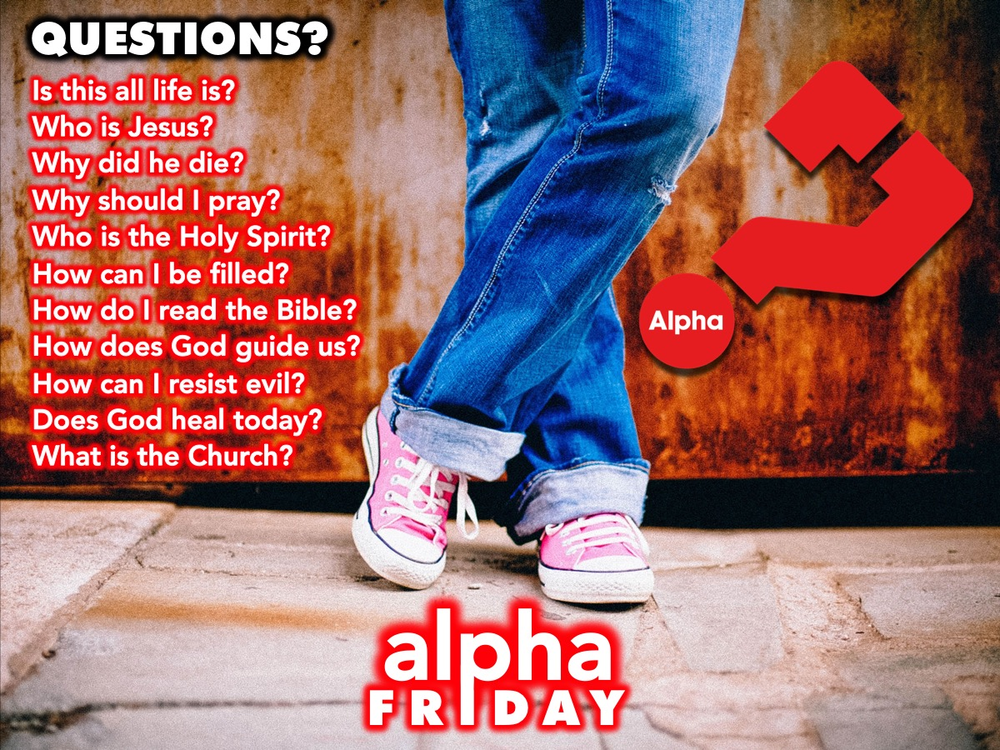 QUESTIONS?
Is this all life is?
Who is Jesus?
Why did he die?
Why should I pray?
Who is the Holy Spirit?
How can I be filled?
How do I read the Bible?
How does God guide us?
How can I resist evil?
Does God heal today?
What is the Church?
Alpha
alpha
FRIDAY